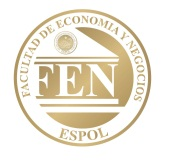 FACULTAD DE ECONOMIA Y NEGOCIOS
FEN
ESPOL